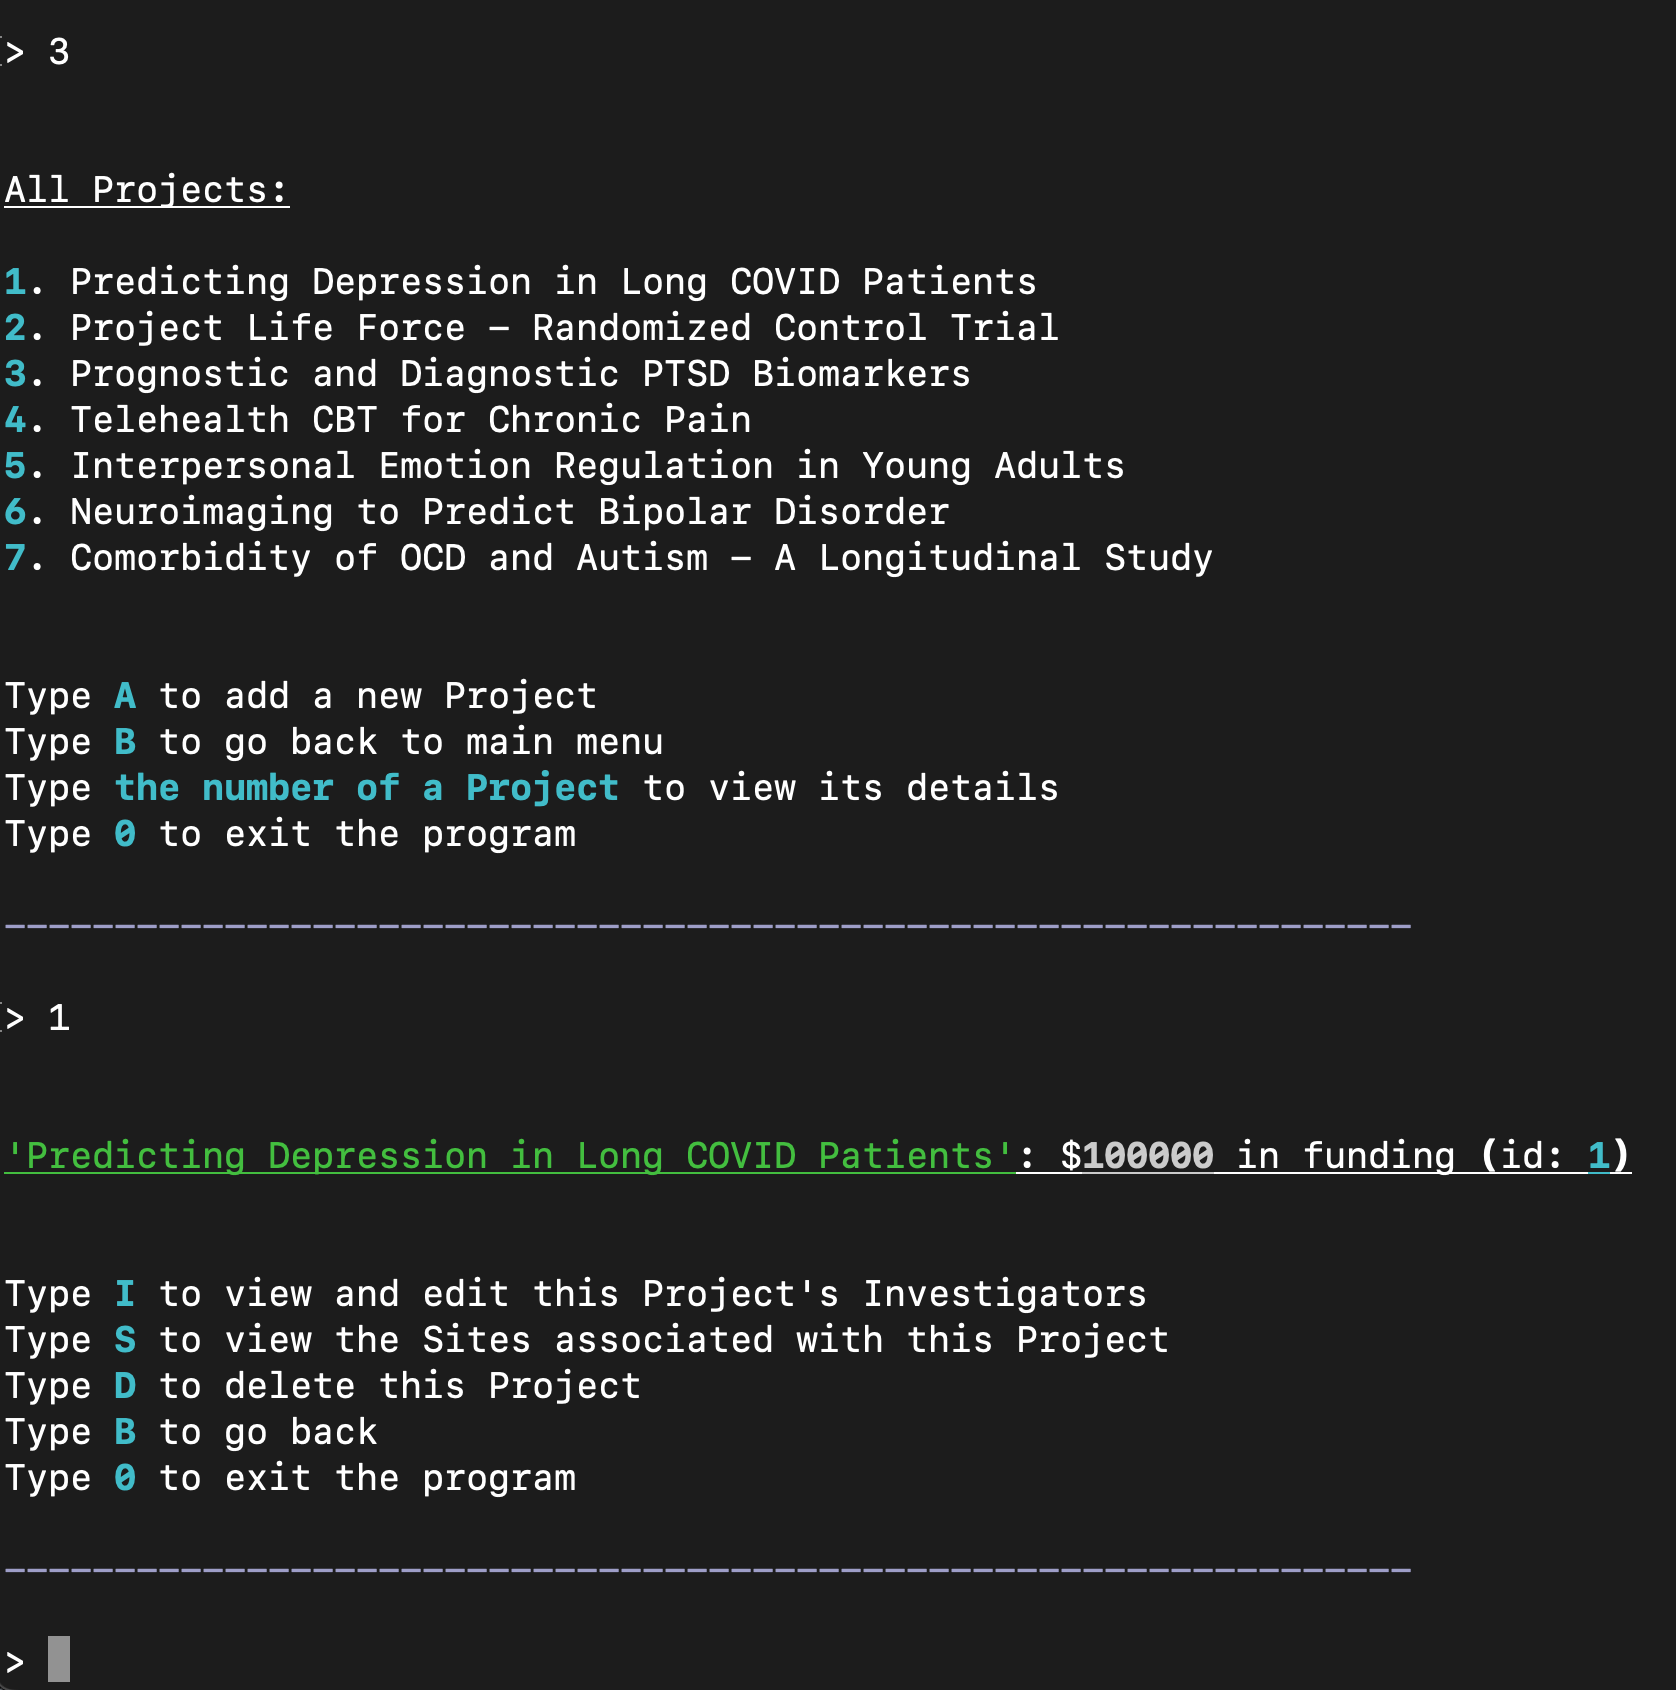 > 3
All Projects:
1. Predicting Depression in Long COVID Patients
2. Project Life Force – Randomized Control Trial
3. Prognostic and Diagnostic PTSD Biomarkers
4. Telehealth CBT for Chronic Pain
5. Interpersonal Emotion Regulation in Young Adults
6. Neuroimaging to Predict Bipolar Disorder
7. Comorbidity of OCD and Autism – A Longitudinal Study
Type A to add a new Project
Type B to go back to main menu
Type the number of a Project to view its details
Type 0 to exit the program
----------------------------------------------------------------
> 1
'Predicting Depression in Long COVID Patients': $100000 in funding (id: 1)
Type I to view and edit this Project's Investigators
Type S to view the Sites associated with this Project
Type D to delete this Project
Type B to go back
Type 0 to exit the program
----------------------------------------------------------------
>